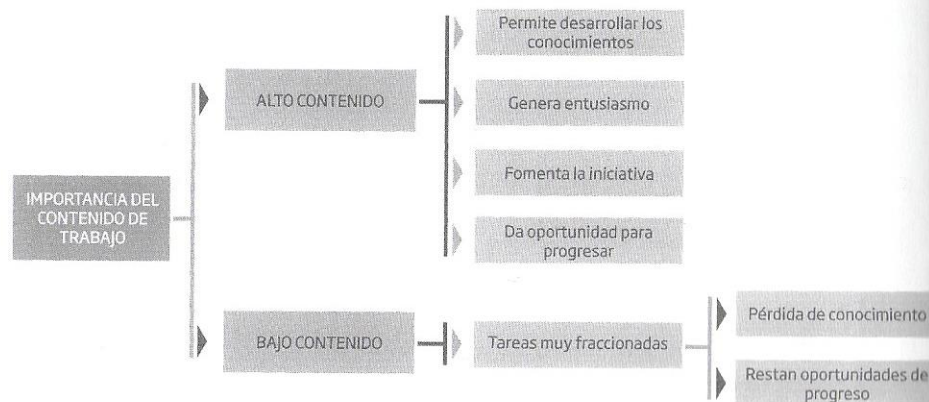 Permite desarrollar los
conocimientos
ALTO CONTENIDO
Genera entusiasmo
Fomenta la iniciativa
IMPORTANCIA DEL
CONTENIDO DE
TRABAJO
Da oportunidad para
progresar
BAJO CONTENIDO
Tareas muy fraccionadas
Pérdida de conocimiento
Restan oportunidades de
progreso